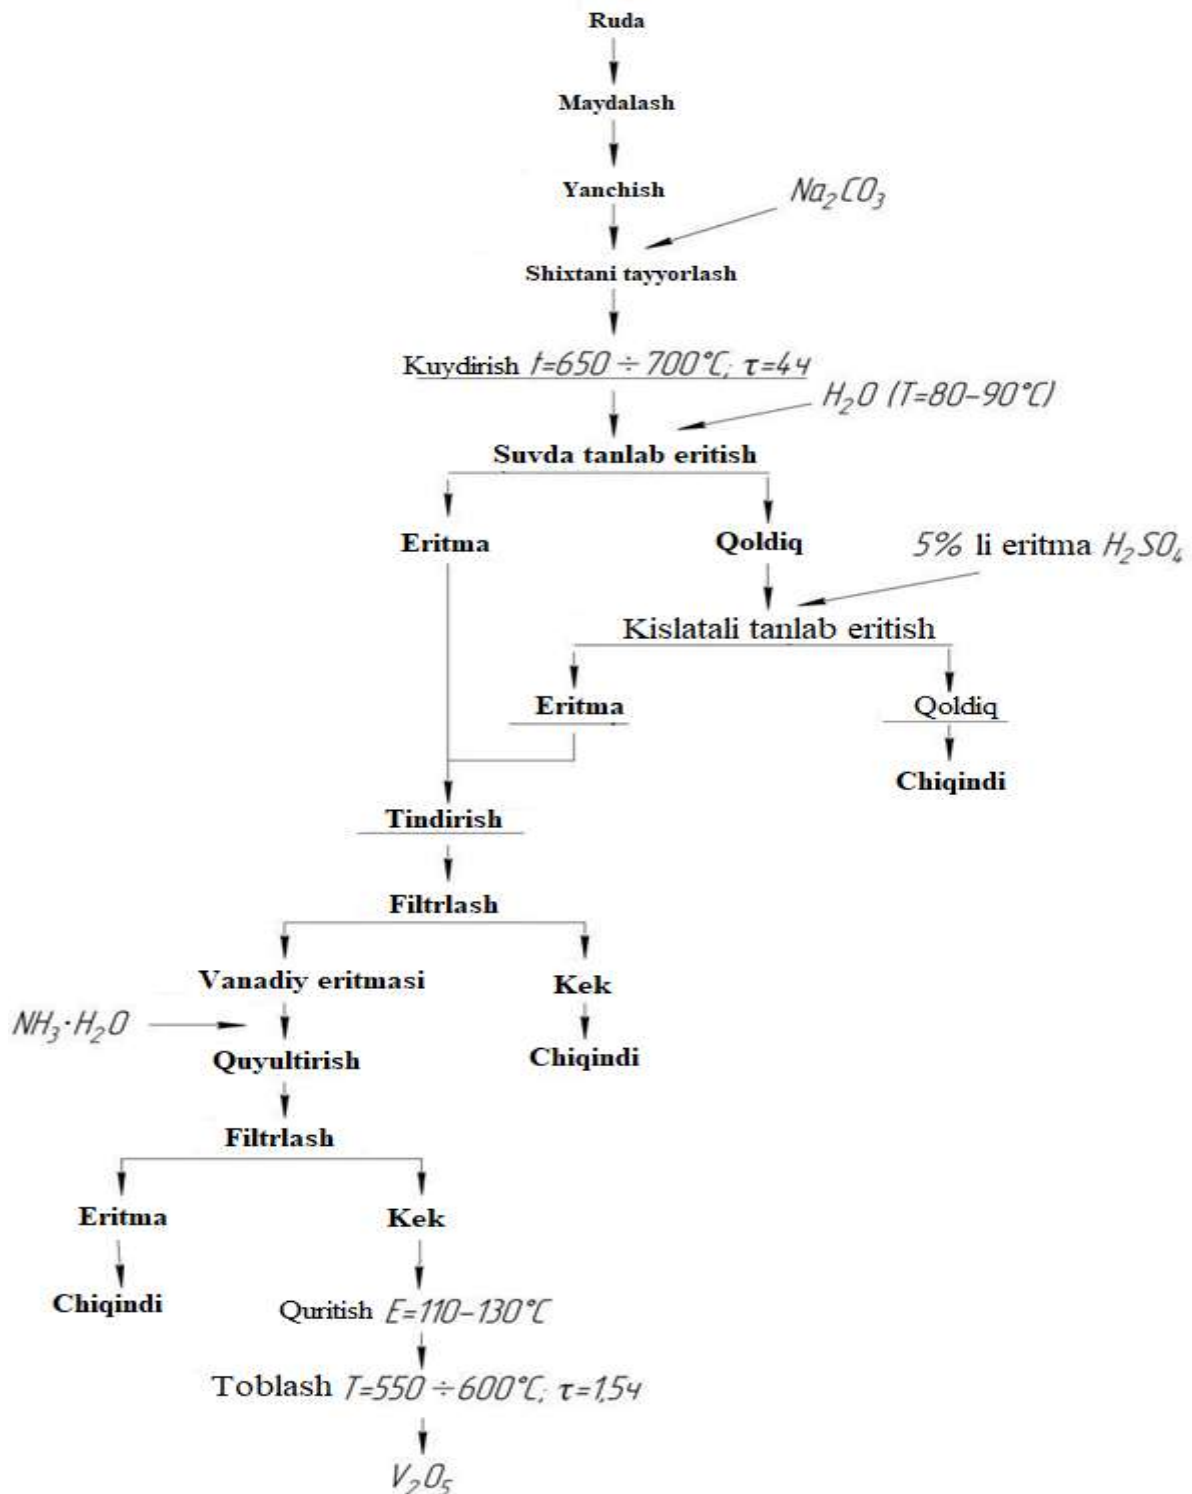 Ruda
Maydalash
Yanchish
Na₂CO₃
Shixtani tayyorlash
Kuydirish t=650 ÷ 700°C; τ=4ч
H₂O (T=80–90°C)
Suvda tanlab eritish
Eritma
Qoldiq
5% li eritma H₂SO₄
Kislatali tanlab eritish
Eritma
Qoldiq
Chiqindi
Tindirish
Filtrlash
Vanadiy eritmasi
Kek
NH₃·H₂O
Quyultirish
Chiqindi
Filtrlash
Eritma
Kek
Chiqindi
Quritish E=110–130°C
Toblash T=550 ÷ 600°C; τ=1,5ч
V₂O₅